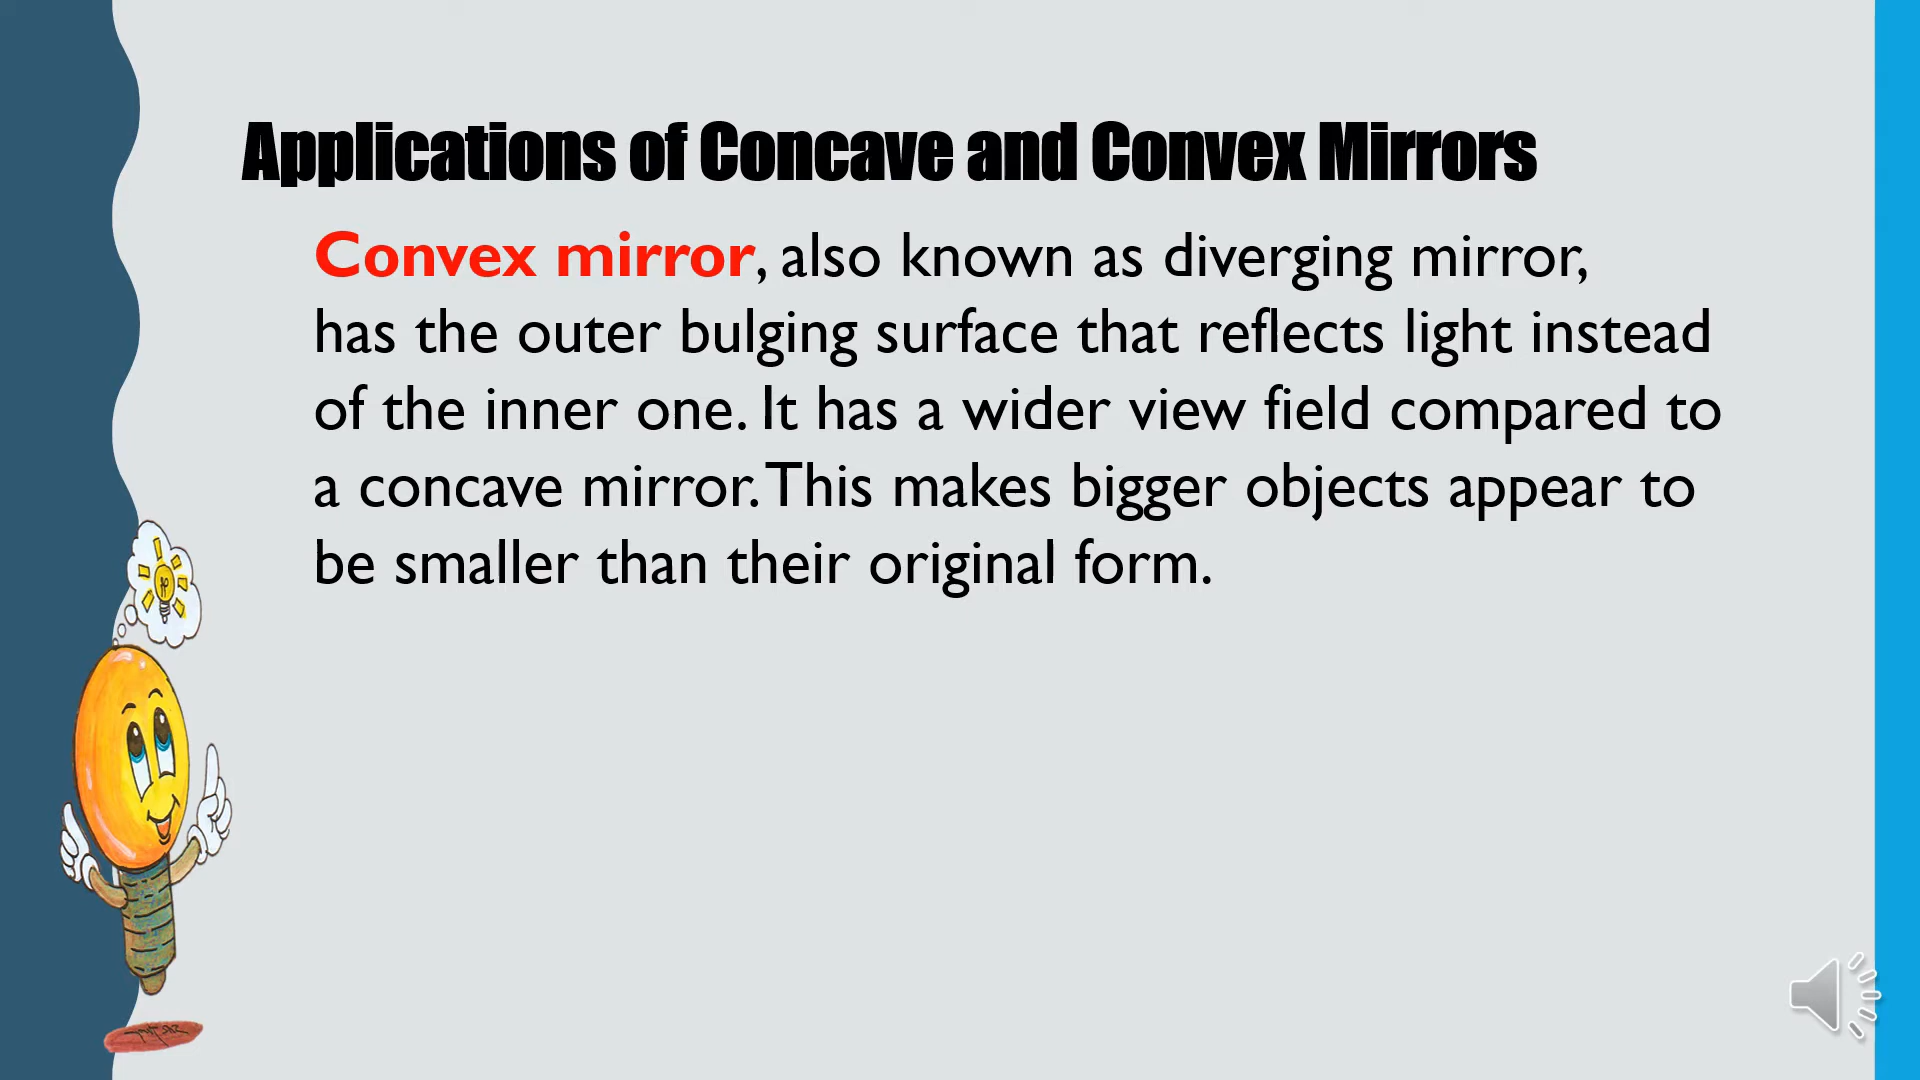 Applications of Concave and Convex Mirrors
Convex mirror, also known as diverging mirror,
has the outer bulging surface that reflects light instead
of the inner one. It has a wider view field compared to
a concave mirror. This makes bigger objects appear to
be smaller than their original form.